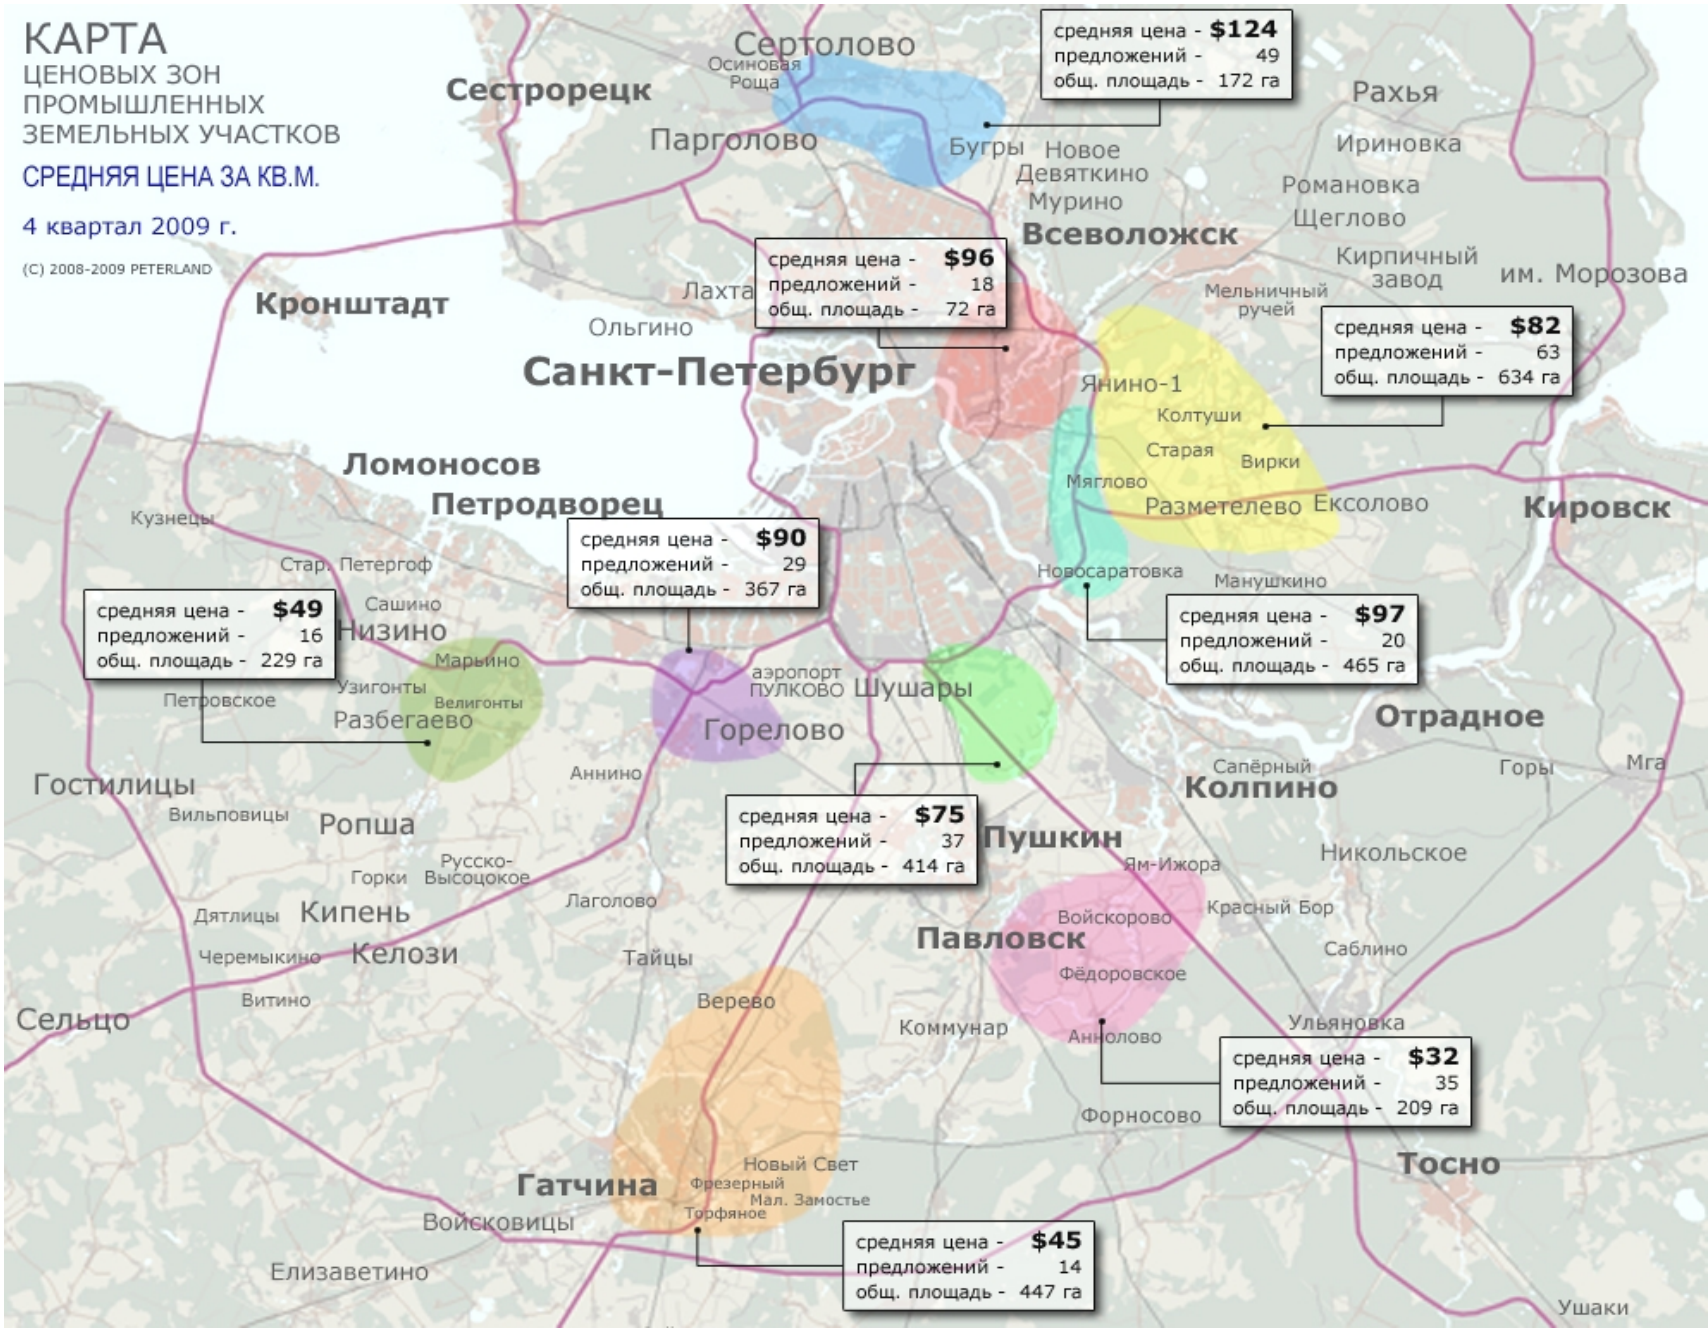 КАРТА
ЦЕНОВЫХ ЗОН
ПРОМЫШЛЕННЫХ
ЗЕМЕЛЬНЫХ УЧАСТКОВ
СРЕДНЯЯ ЦЕНА ЗА КВ.М.
4 квартал 2009 г.
(C) 2008-2009 PETERLAND
средняя цена - $124
предложений - 49
общ. площадь - 172 га
Сертолово
Осиновая
Роща
Сестрорецк
Парголово
Бугры
Новое
Девяткино
Мурино
Рахья
Ириновка
Романовка
Щеглово
Всеволожск
Кирпичный
завод
им. Морозова
Мельничный
ручей
средняя цена - $96
предложений - 18
общ. площадь - 72 га
Лахта
Ольгино
Кронштадт
Санкт-Петербург
средняя цена - $82
предложений - 63
общ. площадь - 634 га
Янино-1
Колтуши
Старая
Вирки
Мяглово
Разметелево
Ексолово
Кировск
Ломоносов
Петродворец
Кузнецы
Стар. Петергоф
Сашино
Низино
средняя цена - $90
предложений - 29
общ. площадь - 367 га
Новосаратовка
Манушкино
средняя цена - $49
предложений - 16
общ. площадь - 229 га
средняя цена - $97
предложений - 20
общ. площадь - 465 га
Марьино
Узигонты
Велигонты
Петровское
Разбегаево
аэропорт
ПУЛКОВО
Шушары
Горелово
Отрадное
Аннино
Гостилицы
Вильповицы
Ропша
Сапёрный
Колпино
Горы
Мга
средняя цена - $75
предложений - 37
общ. площадь - 414 га
Пушкин
Ям-Ижора
Никольское
Русско-
Высоцокое
Горки
Лаголово
Дятлицы
Кипень
Войскорово
Красный Бор
Павловск
Черемыкино
Келози
Тайцы
Фёдоровское
Саблино
Витино
Сельцо
Верево
Коммунар
Аннолово
Ульяновка
средняя цена - $32
предложений - 35
общ. площадь - 209 га
Форносово
Тосно
Новый Свет
Фрезерный
Мал. Замостье
Торфяное
Гатчина
Войсковицы
Елизаветино
средняя цена - $45
предложений - 14
общ. площадь - 447 га
Ушаки